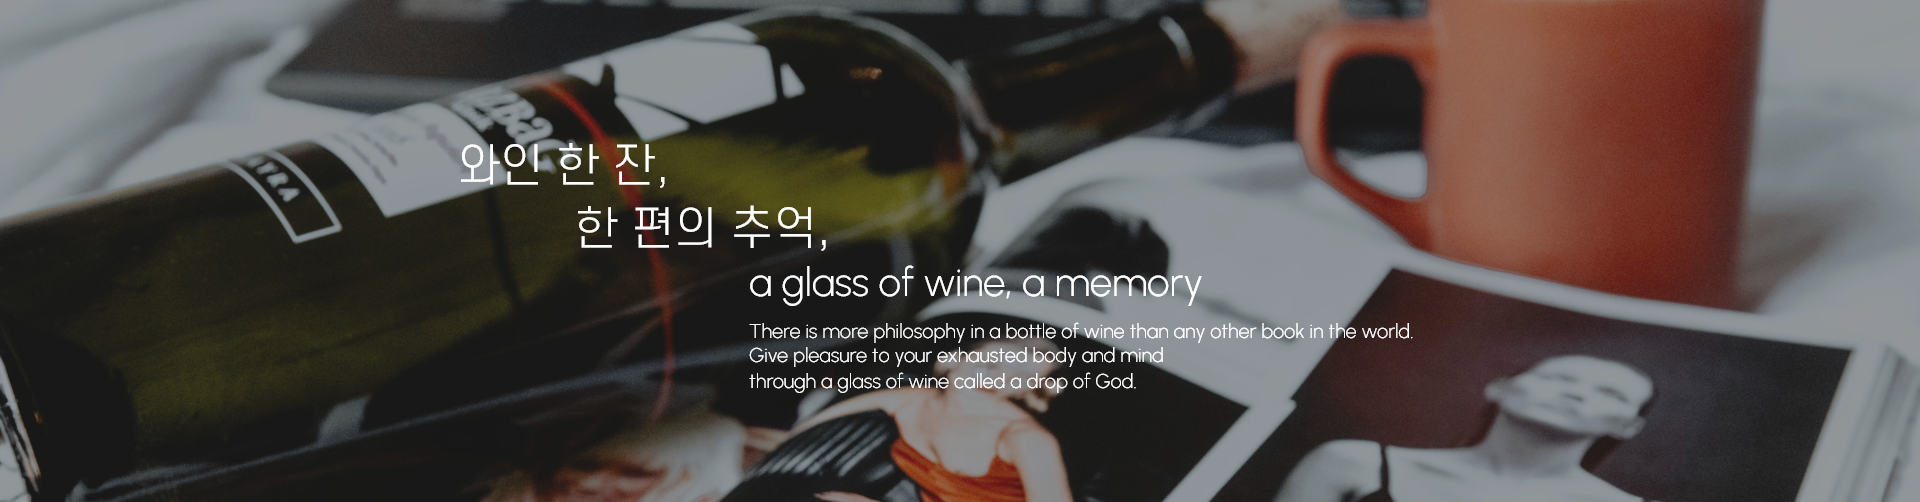 와인 한 잔,
한 편의 추억,
a glass of wine, a memory
There is more philosophy in a bottle of wine than any other book in the world.
Give pleasure to your exhausted body and mind
through a glass of wine called a drop of God.